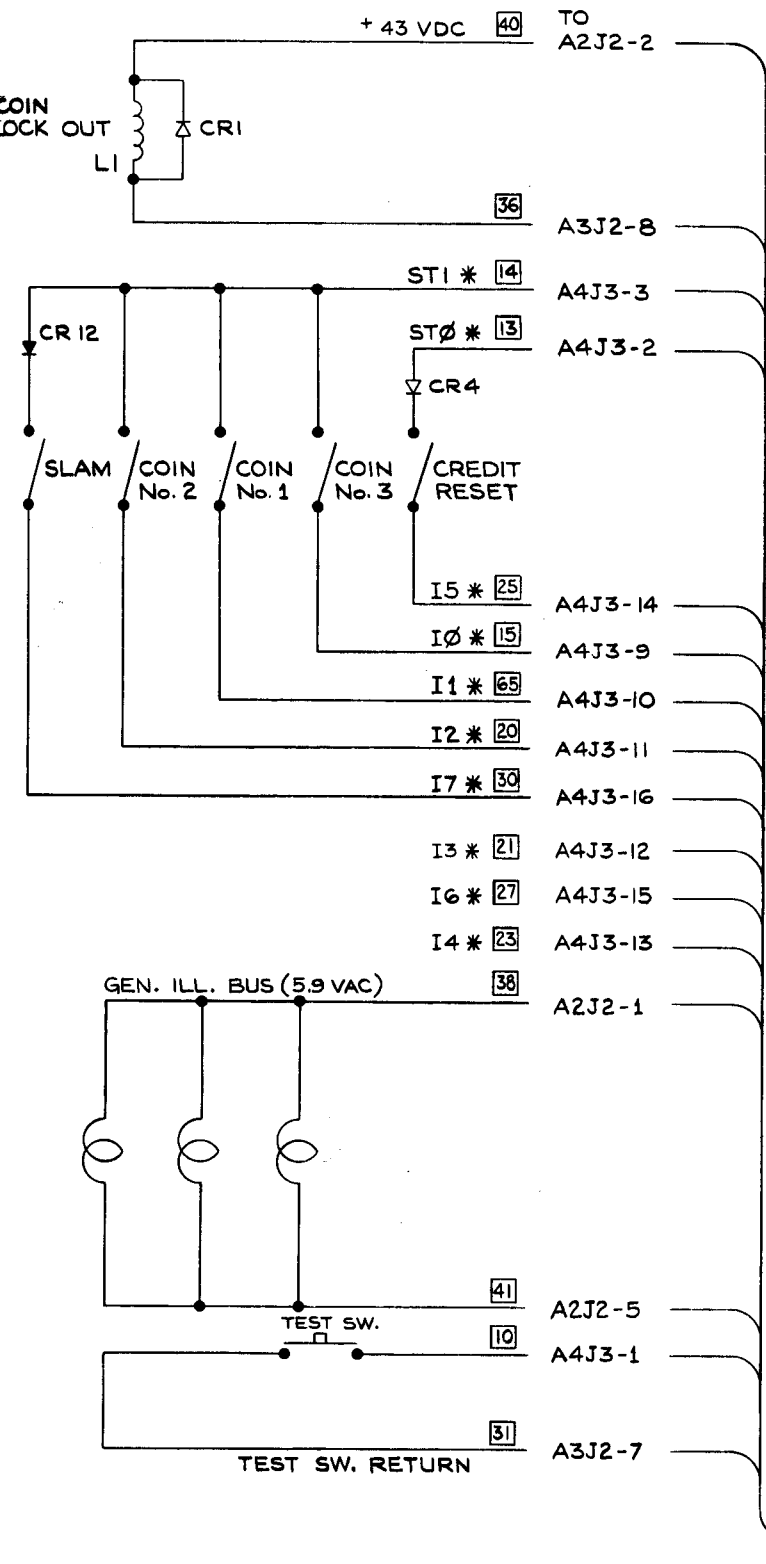 + 43 VDC 40 TO
A2J2-2
COIN
LOCK OUT
L1
CR1
36 A3J2-8
ST1 * 14 A4J3-3
STØ * 13 A4J3-2
CR 12
CR4
SLAM
COIN
No. 2
COIN
No. 1
COIN
No. 3
CREDIT
RESET
I5 * 25 A4J3-14
IØ * 15 A4J3-9
I1 * 65 A4J3-10
I2 * 20 A4J3-11
I7 * 30 A4J3-16
I3 * 21 A4J3-12
I6 * 27 A4J3-15
I4 * 23 A4J3-13
GEN. ILL. BUS (5.9 VAC) 38 A2J2-1
41 A2J2-5
TEST SW.
10 A4J3-1
31 A3J2-7
TEST SW. RETURN